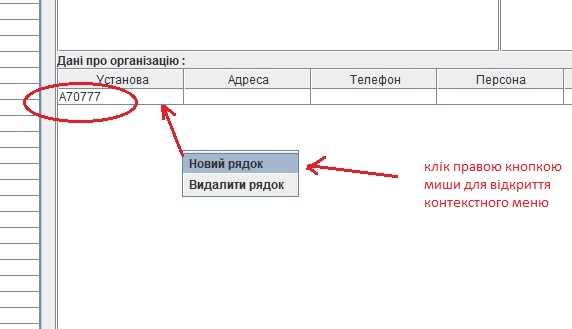 Дані про організацію :
Установа Адреса Телефон Персона
A70777
Новий рядок
Видалити рядок
клік правою кнопкою
миши для відкриття
контекстного меню